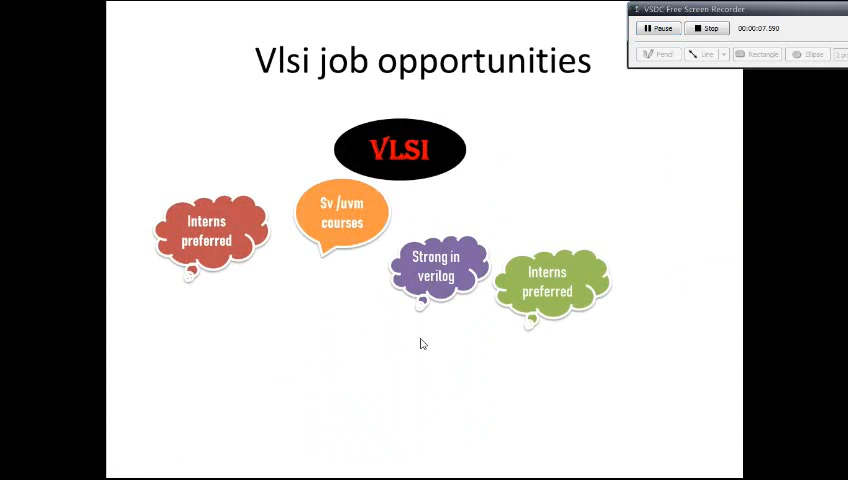 1 VSDC Free Screen Recorder
Pause
Stop
00:00:07.590
Pencil
Line
Rectangle
Ellipse
Vlsi job opportunities
VLSI
Interns
preferred
Sv /uvm
courses
Strong in
verilog
Interns
preferred